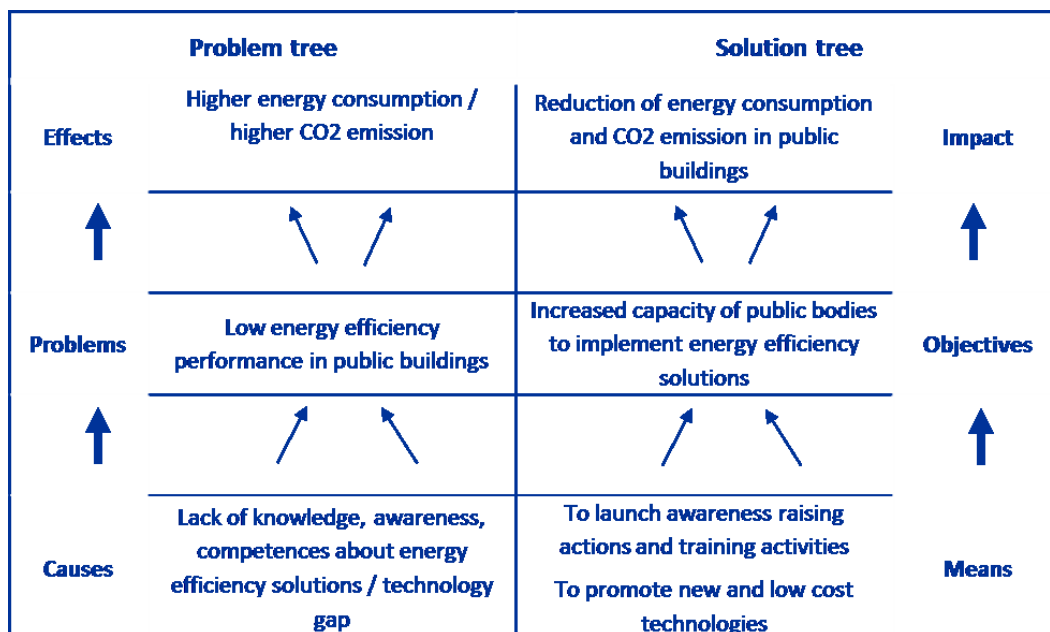 Problem tree
Solution tree
Effects
Higher energy consumption /
higher CO2 emission
Reduction of energy consumption
and CO2 emission in public
buildings
Impact
Problems
Low energy efficiency
performance in public buildings
Increased capacity of public bodies
to implement energy efficiency
solutions
Objectives
Causes
Lack of knowledge, awareness,
competences about energy
efficiency solutions / technology
gap
To launch awareness raising
actions and training activities
To promote new and low cost
technologies
Means